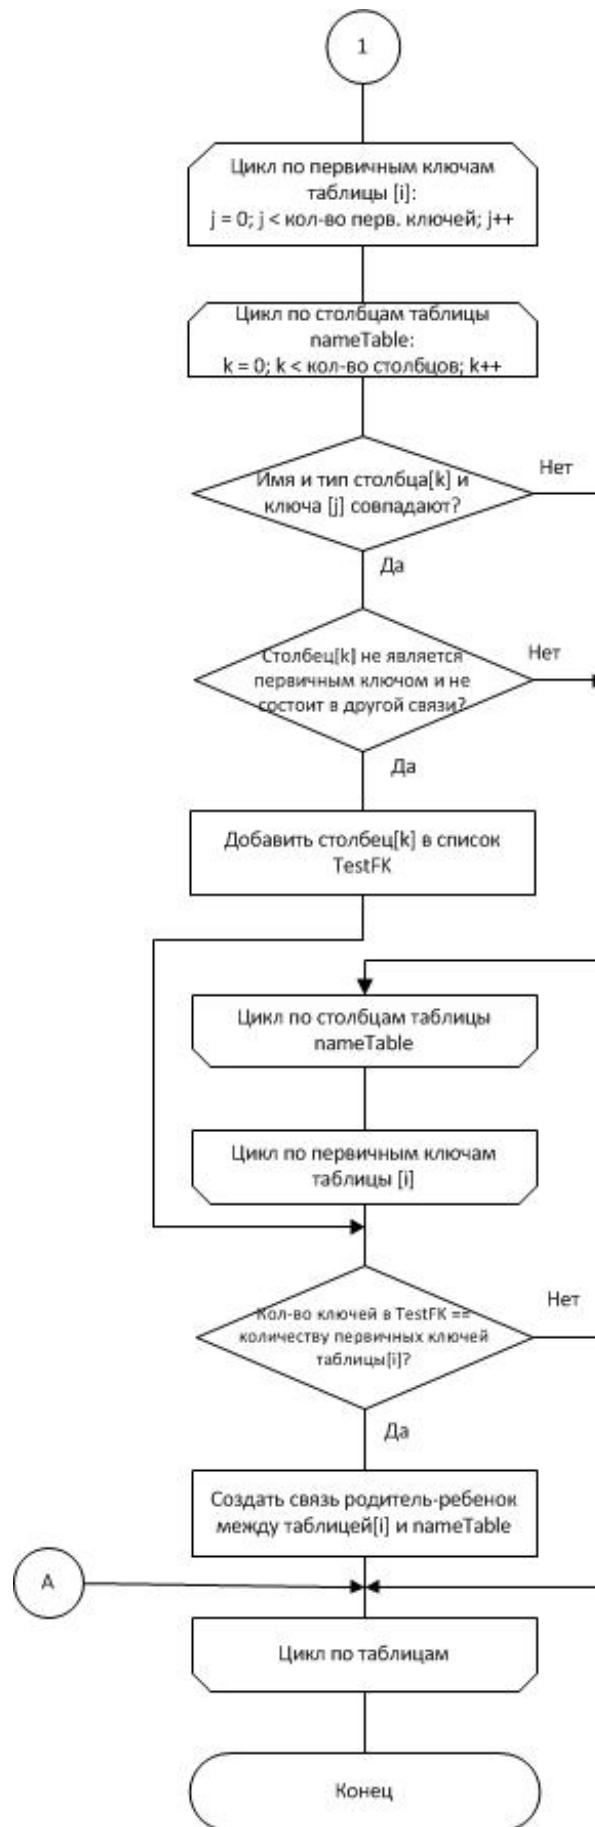 1
Цикл по первичным ключам
таблицы [i]:
j = 0; j < кол-во перв. ключей; j++
Цикл по столбцам таблицы
nameTable:
k = 0; k < кол-во столбцов; k++
Имя и тип столбца[k] и
ключа [j] совпадают?
Нет
Да
Столбец[k] не является
первичным ключом и не
состоит в другой связи?
Нет
Да
Добавить столбец[k] в список
TestFK
Цикл по столбцам таблицы
nameTable
Цикл по первичным ключам
таблицы [i]
Кол-во ключей в TestFK ==
количеству первичных ключей
таблицы[i]?
Нет
Да
Создать связь родитель-ребенок
между таблицей[i] и nameTable
А
Цикл по таблицам
Конец